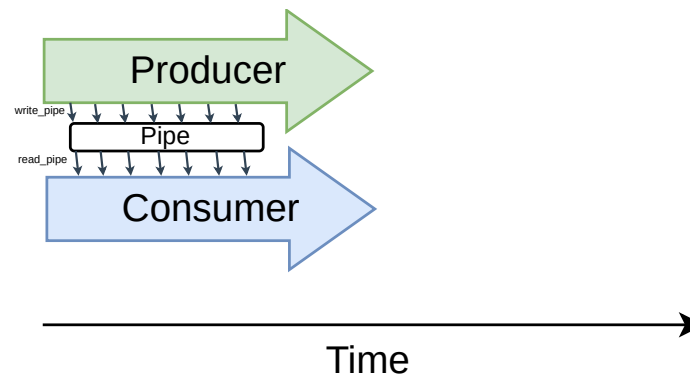 Producer
write_pipe
Pipe
read_pipe
Consumer
Time